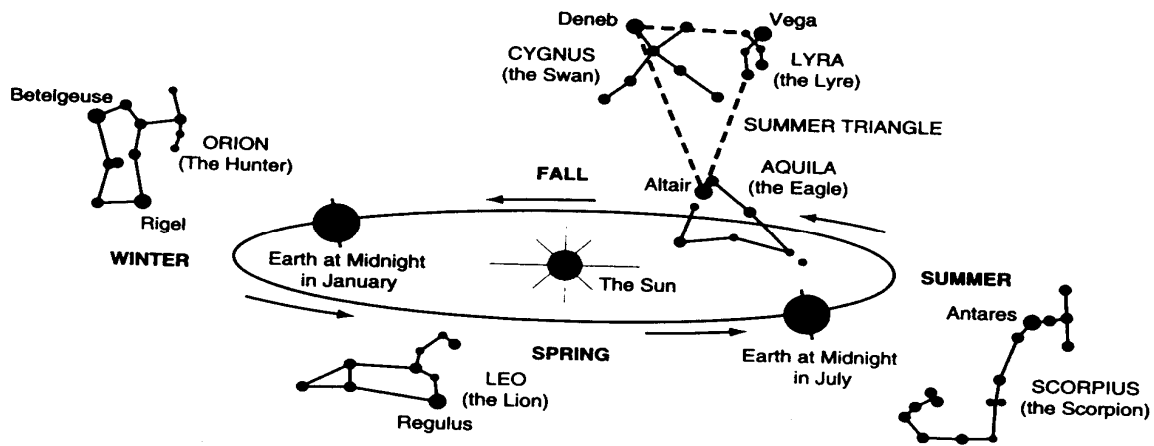 Deneb
Vega
CYGNUS
(the Swan)
LYRA
(the Lyre)
Betelgeuse
ORION
(The Hunter)
SUMMER TRIANGLE
AQUILA
(the Eagle)
FALL
Altair
Rigel
WINTER
Earth at Midnight
in January
The Sun
SUMMER
Antares
SPRING
Earth at Midnight
in July
LEO
(the Lion)
Regulus
SCORPIUS
(the Scorpion)